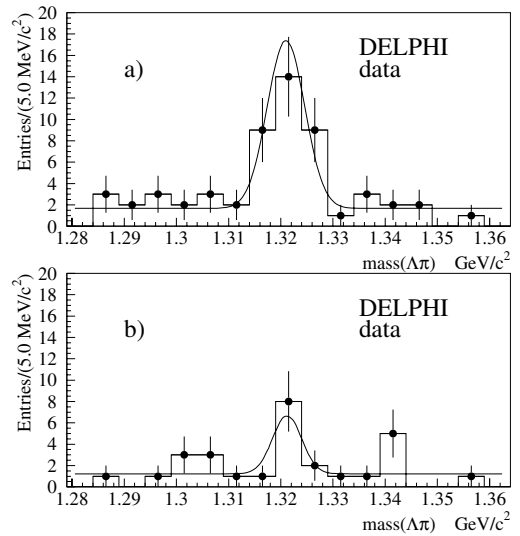 20
18
16
14
12
10
8
6
4
2
0
Entries/(5.0 MeV/c²)
a)
DELPHI
data
1.28 1.29 1.3 1.31 1.32 1.33 1.34 1.35 1.36
mass(Λπ) GeV/c²
20
18
16
14
12
10
8
6
4
2
0
Entries/(5.0 MeV/c²)
b)
DELPHI
data
1.28 1.29 1.3 1.31 1.32 1.33 1.34 1.35 1.36
mass(Λπ) GeV/c²